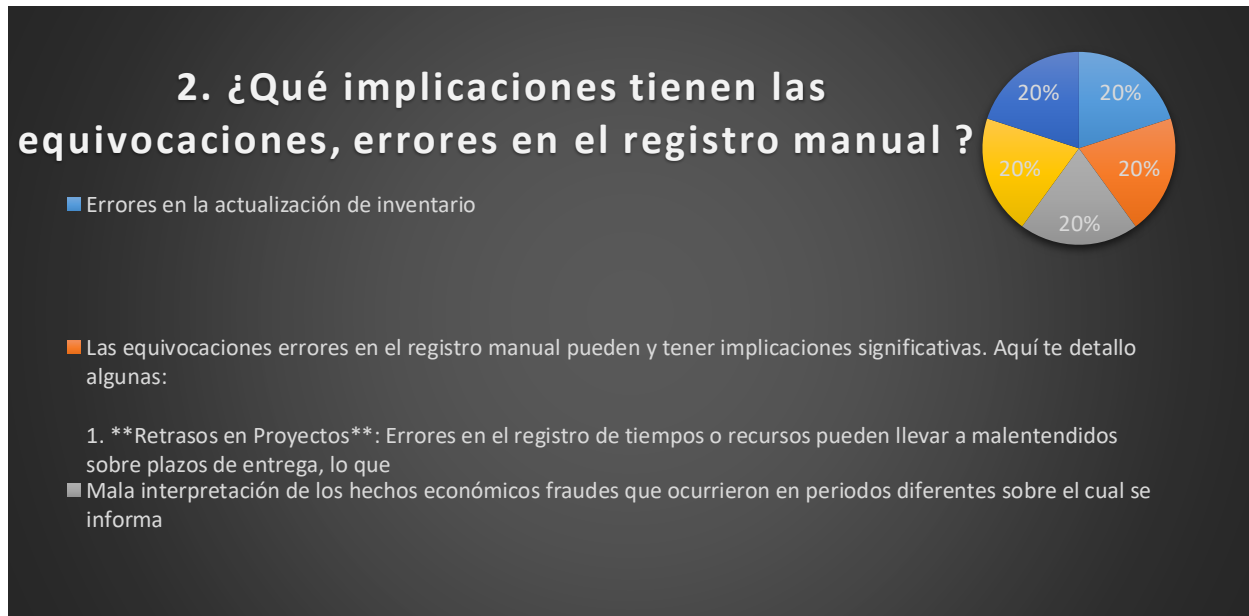 2. ¿Qué implicaciones tienen las
equivocaciones, errores en el registro manual ?
20%
20%
20%
20%
20%
Errores en la actualización de inventario
Las equivocaciones errores en el registro manual pueden y tener implicaciones significativas. Aquí te detallo
algunas:
1. **Retrasos en Proyectos**: Errores en el registro de tiempos o recursos pueden llevar a malentendidos
sobre plazos de entrega, lo que
Mala interpretación de los hechos económicos fraudes que ocurrieron en periodos diferentes sobre el cual se
informa